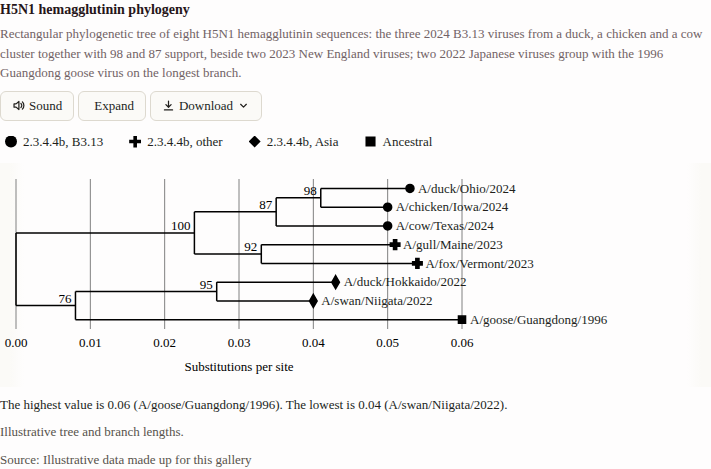 H5N1 hemagglutinin phylogeny
Rectangular phylogenetic tree of eight H5N1 hemagglutinin sequences: the three 2024 B3.13 viruses from a duck, a chicken and a cow
cluster together with 98 and 87 support, beside two 2023 New England viruses; two 2022 Japanese viruses group with the 1996
Guangdong goose virus on the longest branch.
Sound Expand Download
2.3.4.4b, B3.13 2.3.4.4b, other 2.3.4.4b, Asia Ancestral
98 A/duck/Ohio/2024
87 A/chicken/Iowa/2024
100 A/cow/Texas/2024
92 A/gull/Maine/2023
A/fox/Vermont/2023
95 A/duck/Hokkaido/2022
76 A/swan/Niigata/2022
A/goose/Guangdong/1996
0.00 0.01 0.02 0.03 0.04 0.05 0.06
Substitutions per site
The highest value is 0.06 (A/goose/Guangdong/1996). The lowest is 0.04 (A/swan/Niigata/2022).
Illustrative tree and branch lengths.
Source: Illustrative data made up for this gallery